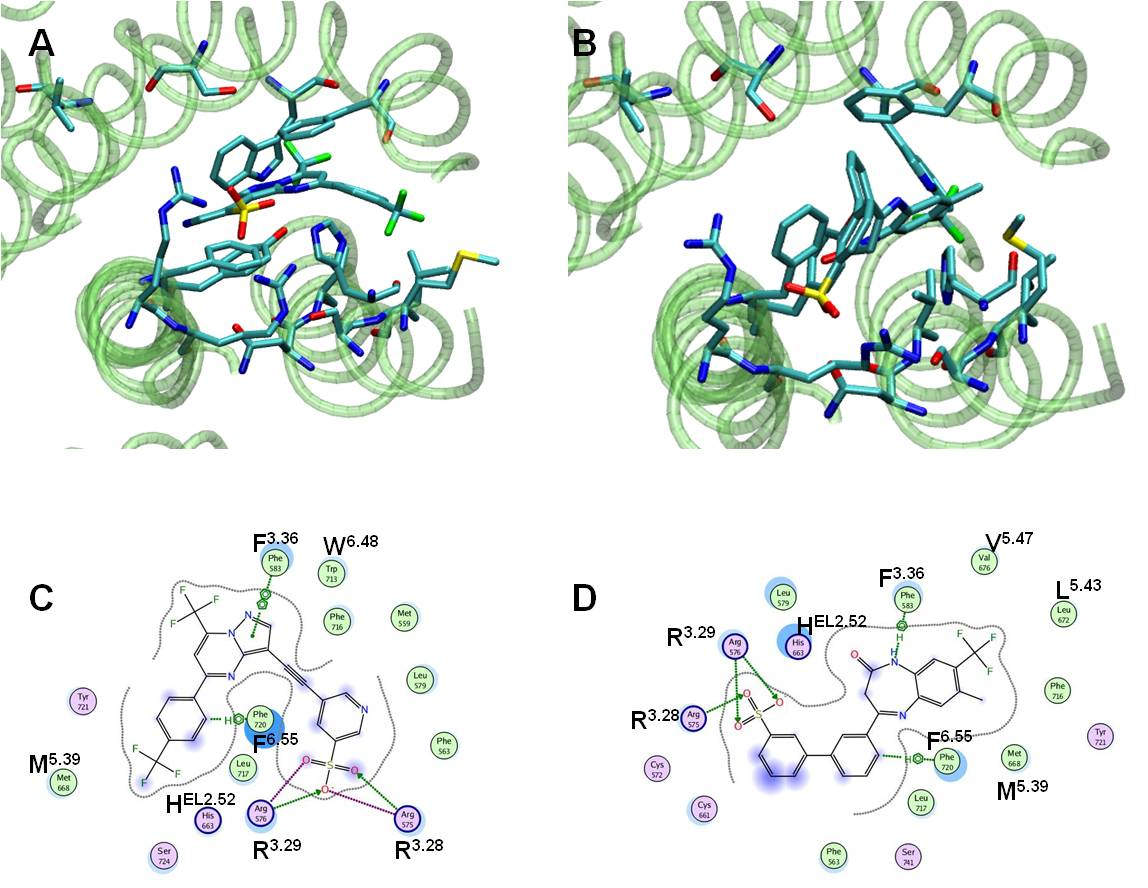 A
B
C
F3.36
Phe
583
W6.48
Trp
713
Phe
716
Met
559
Leu
579
F
F
F
N
N
N
N
Tyr
721
H
Phe
720
F6.55
Phe
563
M5.39
Met
668
F
F
F
Leu
717
O
S
O
O
HEL2.52
His
663
Arg
576
Arg
575
R3.29
R3.28
Ser
724
D
V5.47
Val
676
F3.36
Phe
583
L5.43
Leu
672
Leu
579
HEL2.52
His
663
R3.29
Arg
576
H
H
N
O
F
F
F
Phe
716
R3.28
Arg
575
O
O
S
O
N
Tyr
721
F6.55
H
Phe
720
Met
668
M5.39
Cys
572
Cys
661
Leu
717
Phe
563
Ser
741